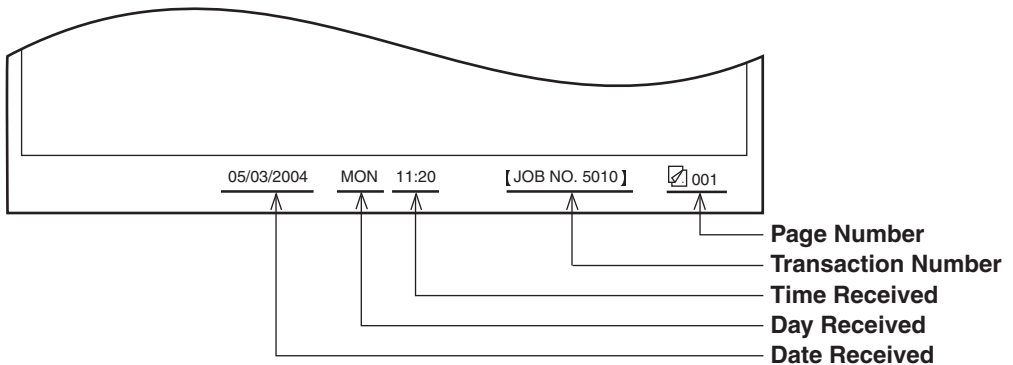 05/03/2004 MON 11:20 【JOB NO. 5010】 001
Page Number
Transaction Number
Time Received
Day Received
Date Received